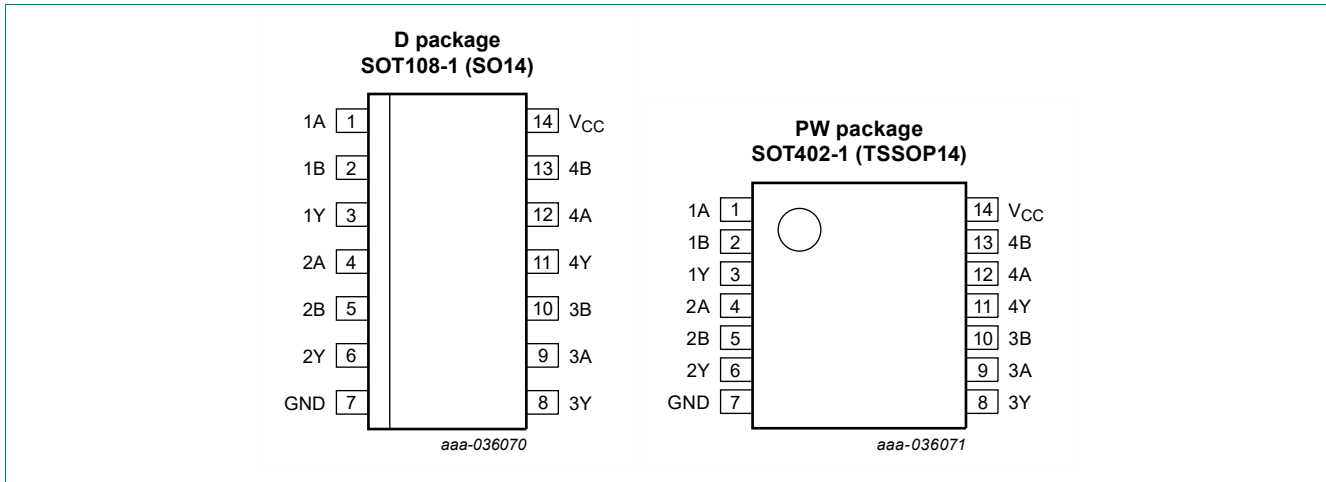 D package
SOT108-1 (SO14)
1A 1 14 VCC
1B 2 13 4B
1Y 3 12 4A
2A 4 11 4Y
2B 5 10 3B
2Y 6 9 3A
GND 7 8 3Y
aaa-036070
PW package
SOT402-1 (TSSOP14)
1A 1 14 VCC
1B 2 13 4B
1Y 3 12 4A
2A 4 11 4Y
2B 5 10 3B
2Y 6 9 3A
GND 7 8 3Y
aaa-036071